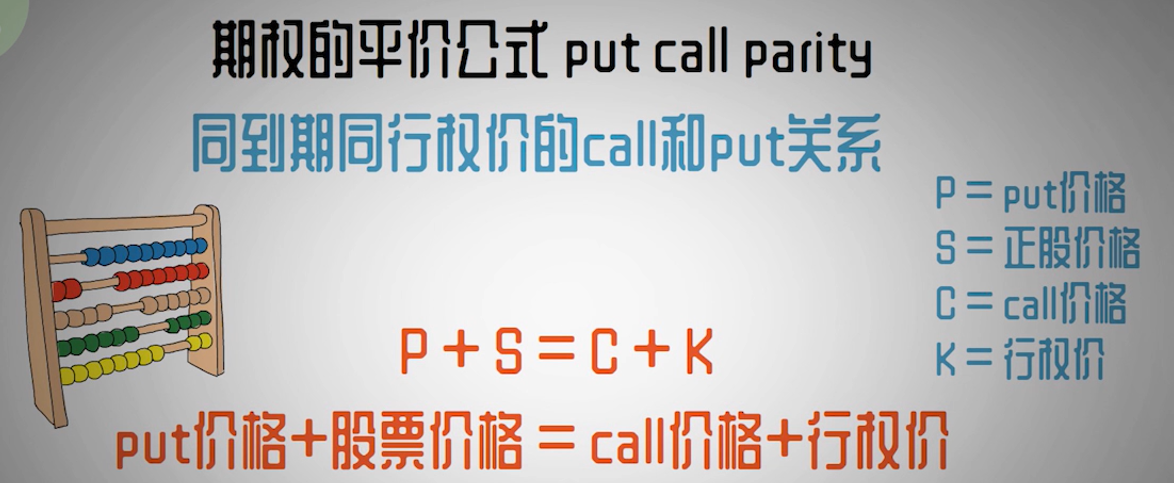 期权的平价公式 put call parity
同到期同行权价的call和put关系
P = put价格
S = 正股价格
C = call价格
K = 行权价
P + S = C + K
put价格+股票价格 = call价格+行权价